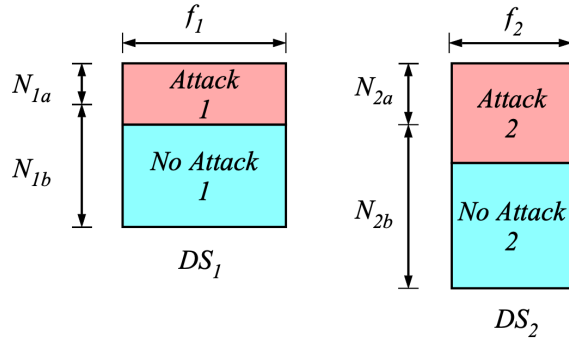 f1
N1a
Attack
1
N1b
No Attack
1
DS1
f2
N2a
Attack
2
N2b
No Attack
2
DS2